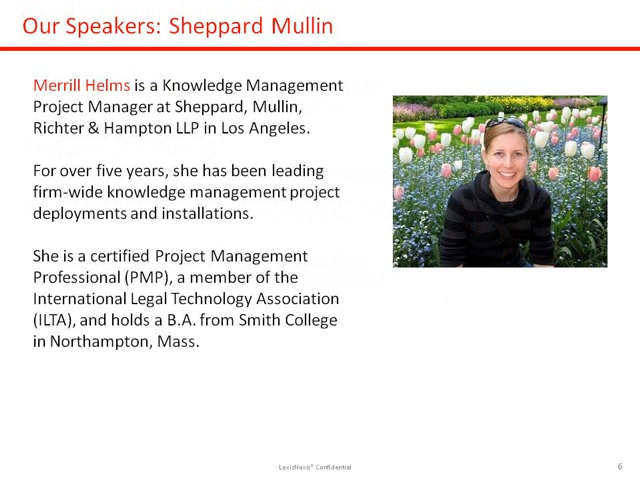 Our Speakers: Sheppard Mullin
Merrill Helms is a Knowledge Management
Project Manager at Sheppard, Mullin,
Richter & Hampton LLP in Los Angeles.
For over five years, she has been leading
firm-wide knowledge management project
deployments and installations.
She is a certified Project Management
Professional (PMP), a member of the
International Legal Technology Association
(ILTA), and holds a B.A. from Smith College
in Northampton, Mass.
LexisNexis® Confidential
6